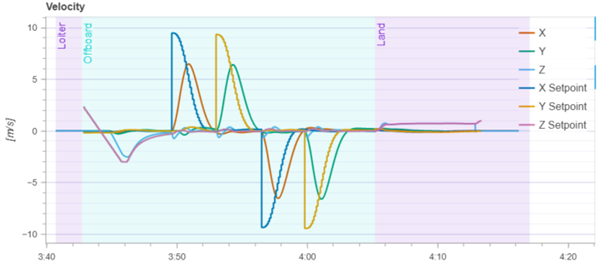 Velocity
Loiter
Offboard
Land
10
5
0
−5
−10
[m/s]
X
Y
Z
X Setpoint
Y Setpoint
Z Setpoint
3:40
3:50
4:00
4:10
4:20